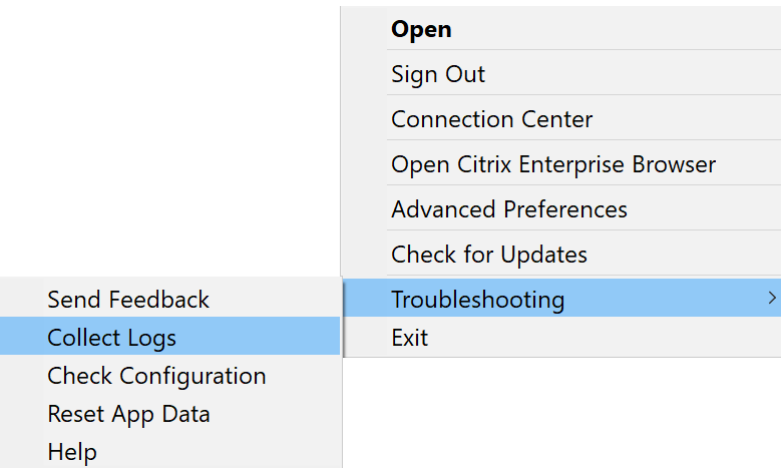 Open
Sign Out
Connection Center
Open Citrix Enterprise Browser
Advanced Preferences
Check for Updates
Troubleshooting
Exit
Send Feedback
Collect Logs
Check Configuration
Reset App Data
Help